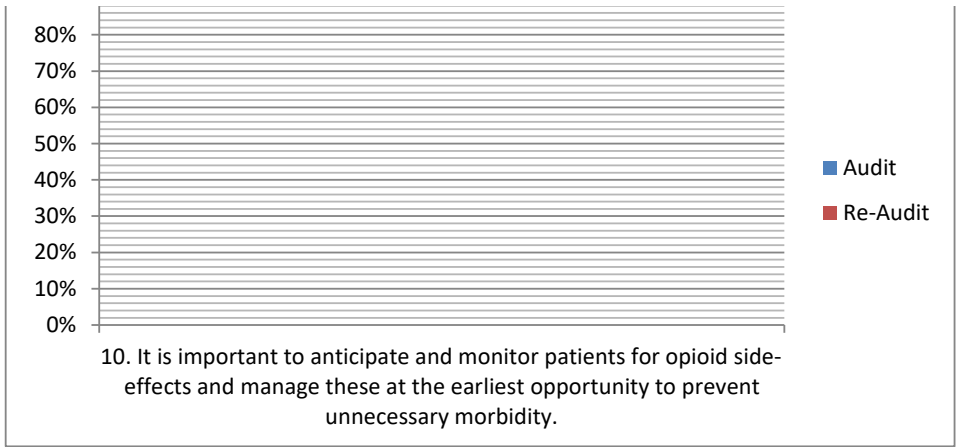 80%
70%
60%
50%
40%
30%
20%
10%
0%
Audit
Re-Audit
10. It is important to anticipate and monitor patients for opioid side-
effects and manage these at the earliest opportunity to prevent
unnecessary morbidity.